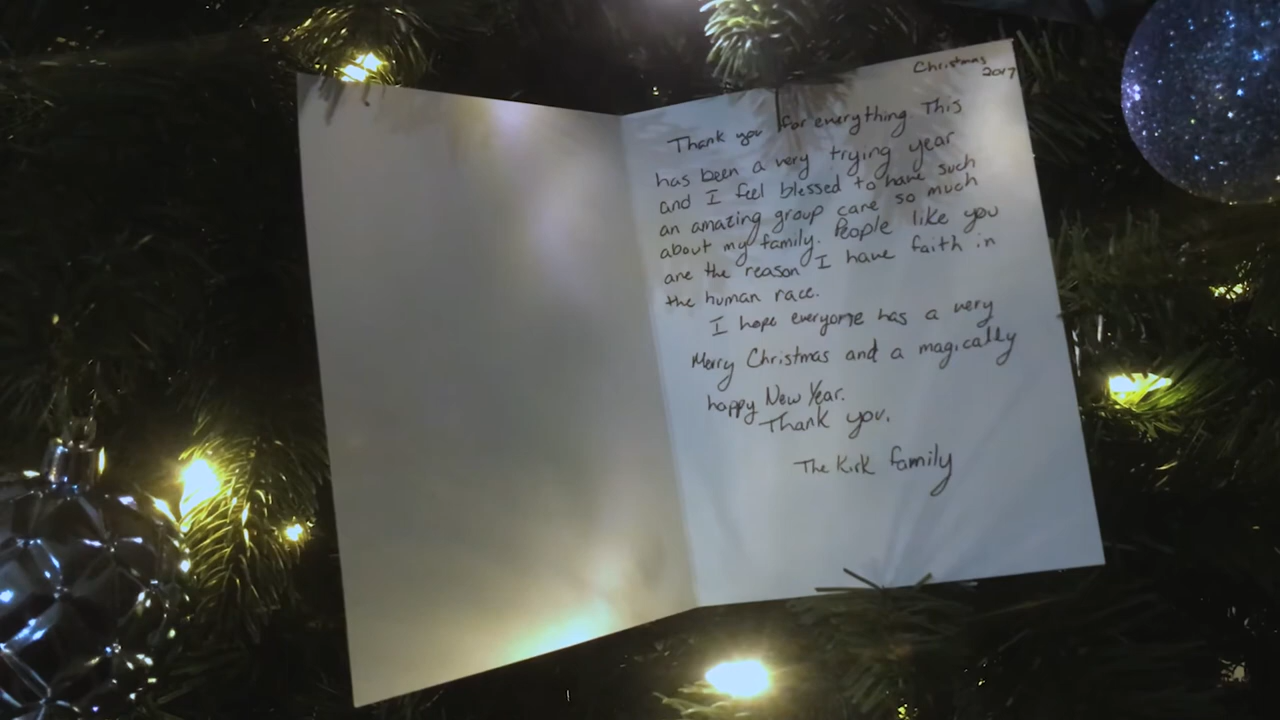 Christmas
2017
Thank you for everything This
has been a very trying year
and I feel blessed to have such
an amazing group care so much
about my family. People like you
are the reason I have faith in
the human race.
I hope everyone has a very
Merry Christmas and a magically
happy New Year.
Thank you.
The Kirk family